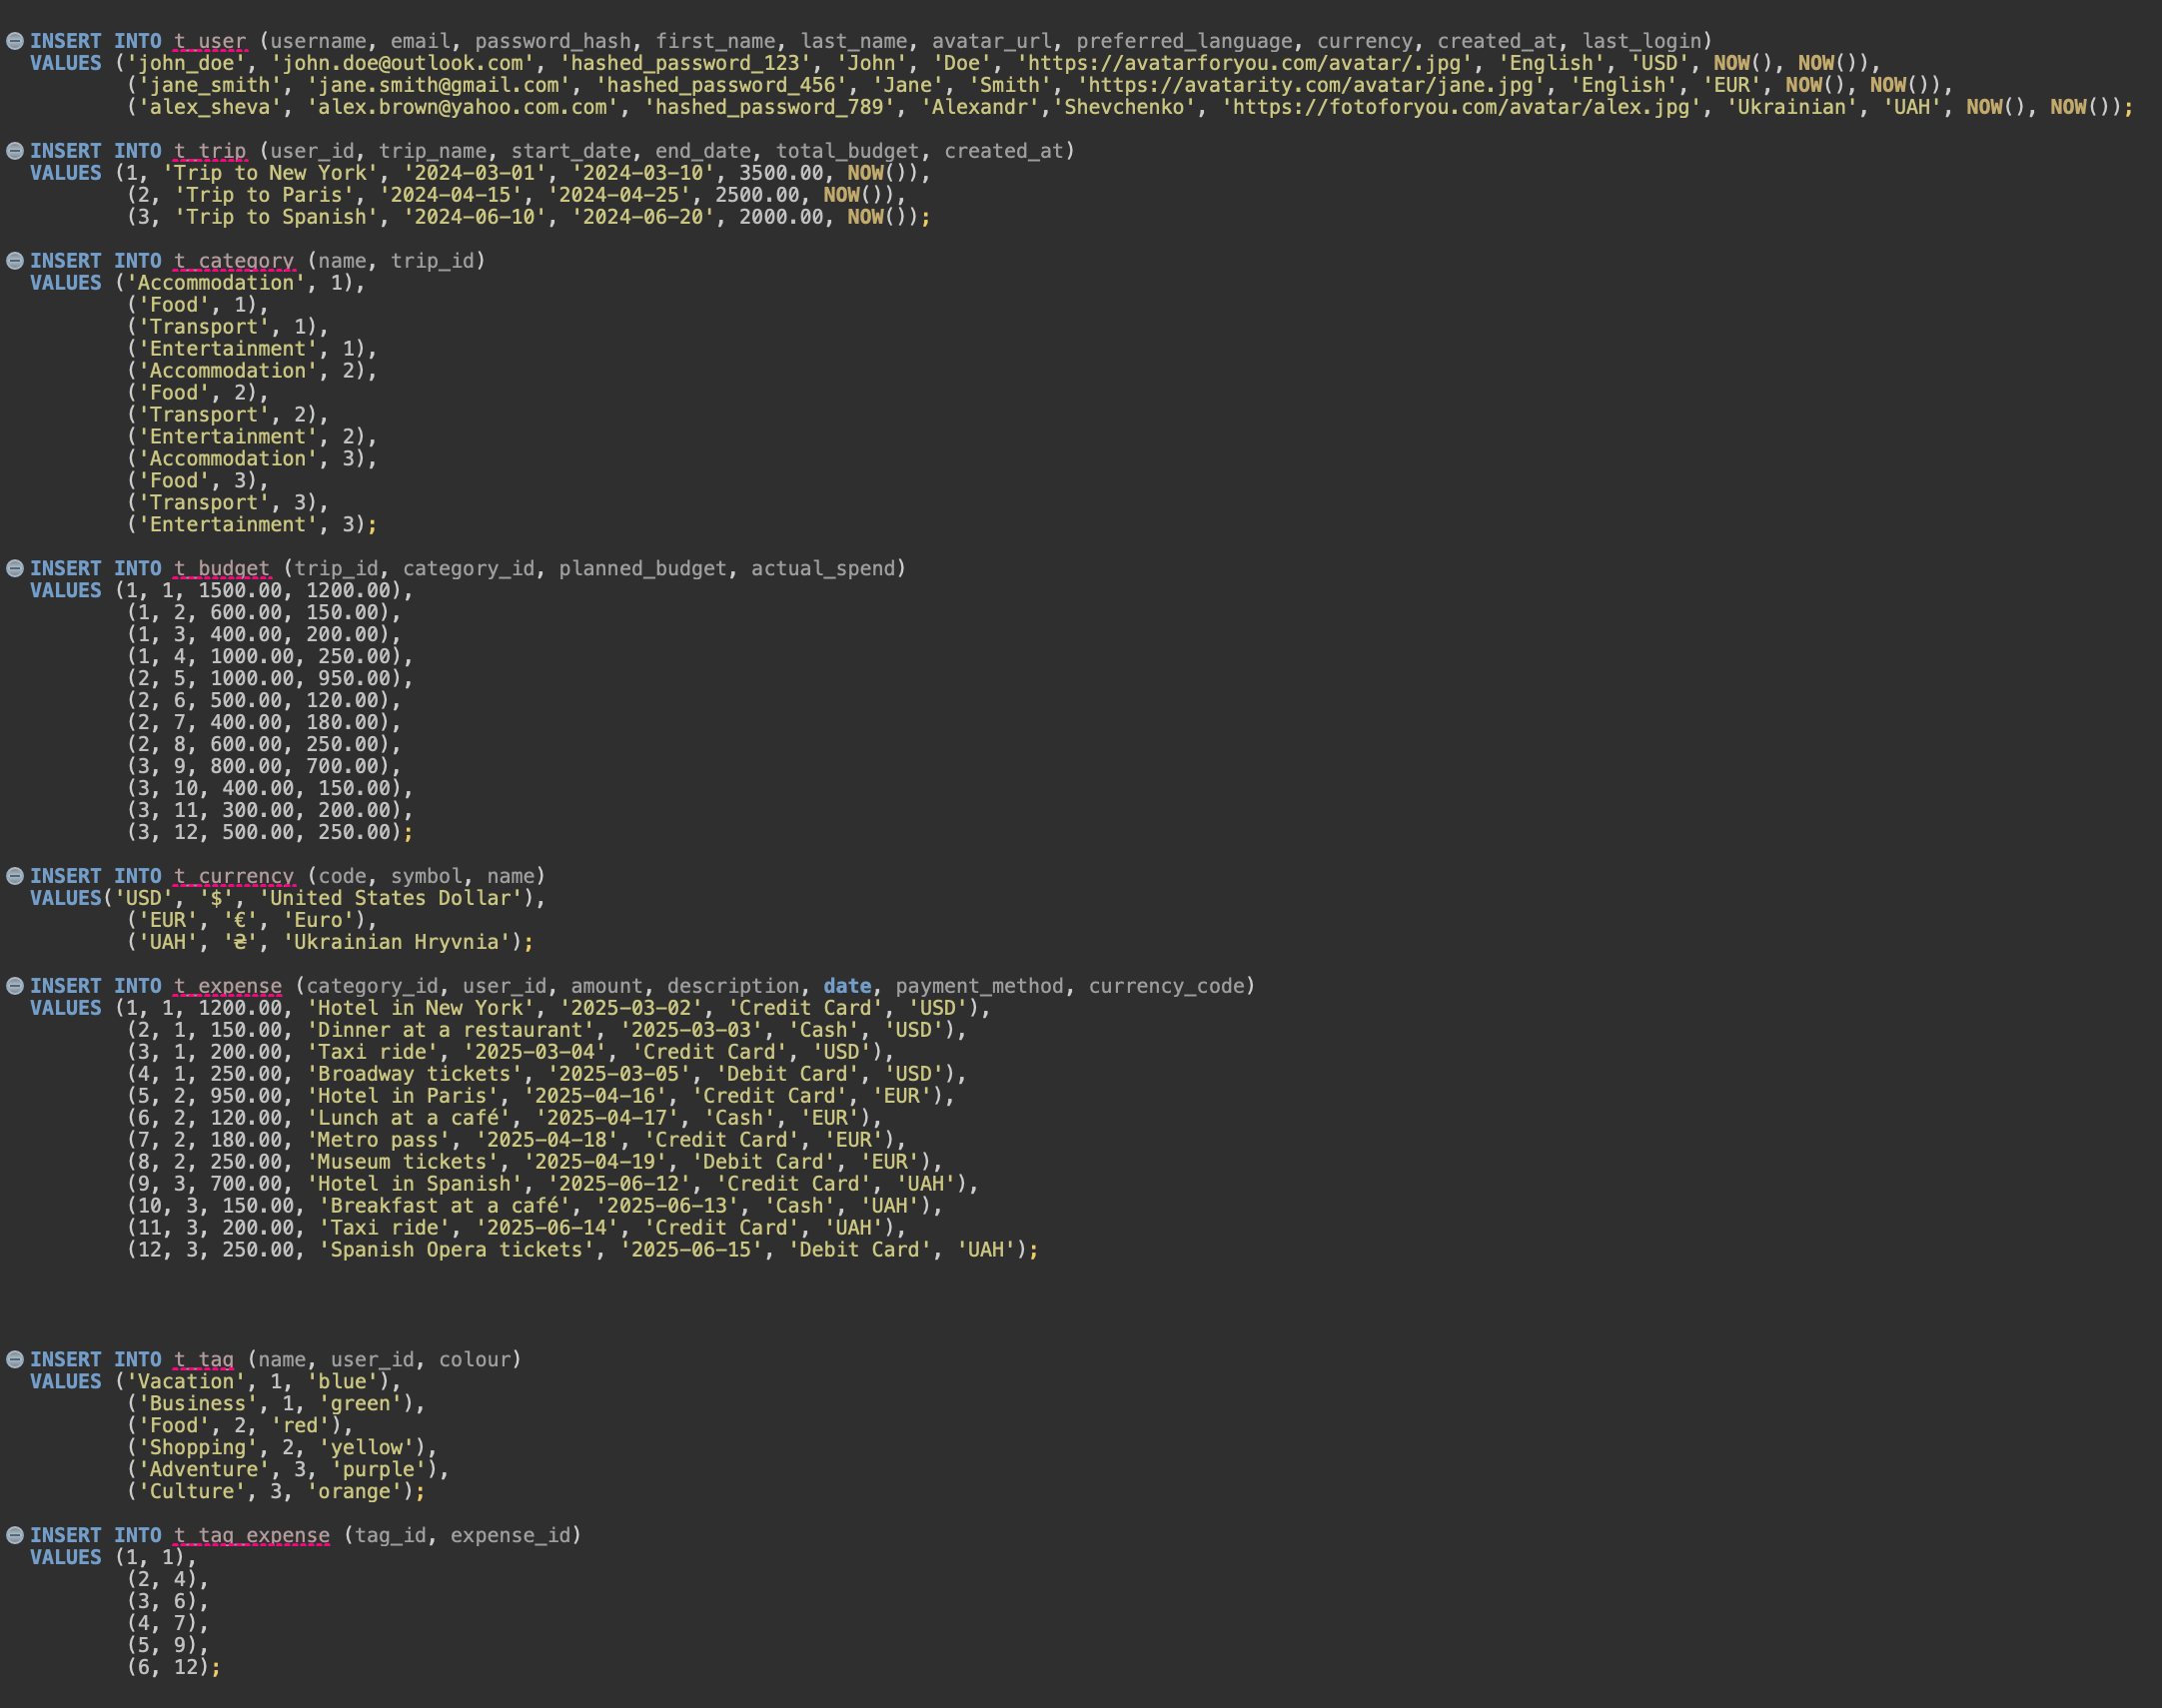 INSERT INTO t_user (username, email, password_hash, first_name, last_name, avatar_url, preferred_language, currency, created_at, last_login)
VALUES ('john_doe', 'john.doe@outlook.com', 'hashed_password_123', 'John', 'Doe', 'https://avatarforyou.com/avatar/.jpg', 'English', 'USD', NOW(), NOW()),
('jane_smith', 'jane.smith@gmail.com', 'hashed_password_456', 'Jane', 'Smith', 'https://avatarity.com/avatar/jane.jpg', 'English', 'EUR', NOW(), NOW()),
('alex_sheva', 'alex.brown@yahoo.com.com', 'hashed_password_789', 'Alexandr','Shevchenko', 'https://fotoforyou.com/avatar/alex.jpg', 'Ukrainian', 'UAH', NOW(), NOW());
INSERT INTO t_trip (user_id, trip_name, start_date, end_date, total_budget, created_at)
VALUES (1, 'Trip to New York', '2024-03-01', '2024-03-10', 3500.00, NOW()),
(2, 'Trip to Paris', '2024-04-15', '2024-04-25', 2500.00, NOW()),
(3, 'Trip to Spanish', '2024-06-10', '2024-06-20', 2000.00, NOW());
INSERT INTO t_category (name, trip_id)
VALUES ('Accommodation', 1),
('Food', 1),
('Transport', 1),
('Entertainment', 1),
('Accommodation', 2),
('Food', 2),
('Transport', 2),
('Entertainment', 2),
('Accommodation', 3),
('Food', 3),
('Transport', 3),
('Entertainment', 3);
INSERT INTO t_budget (trip_id, category_id, planned_budget, actual_spend)
VALUES (1, 1, 1500.00, 1200.00),
(1, 2, 600.00, 150.00),
(1, 3, 400.00, 200.00),
(1, 4, 1000.00, 250.00),
(2, 5, 1000.00, 950.00),
(2, 6, 500.00, 120.00),
(2, 7, 400.00, 180.00),
(2, 8, 600.00, 250.00),
(3, 9, 800.00, 700.00),
(3, 10, 400.00, 150.00),
(3, 11, 300.00, 200.00),
(3, 12, 500.00, 250.00);
INSERT INTO t_currency (code, symbol, name)
VALUES('USD', '$', 'United States Dollar'),
('EUR', '€', 'Euro'),
('UAH', '₴', 'Ukrainian Hryvnia');
INSERT INTO t_expense (category_id, user_id, amount, description, date, payment_method, currency_code)
VALUES (1, 1, 1200.00, 'Hotel in New York', '2025-03-02', 'Credit Card', 'USD'),
(2, 1, 150.00, 'Dinner at a restaurant', '2025-03-03', 'Cash', 'USD'),
(3, 1, 200.00, 'Taxi ride', '2025-03-04', 'Credit Card', 'USD'),
(4, 1, 250.00, 'Broadway tickets', '2025-03-05', 'Debit Card', 'USD'),
(5, 2, 950.00, 'Hotel in Paris', '2025-04-16', 'Credit Card', 'EUR'),
(6, 2, 120.00, 'Lunch at a café', '2025-04-17', 'Cash', 'EUR'),
(7, 2, 180.00, 'Metro pass', '2025-04-18', 'Credit Card', 'EUR'),
(8, 2, 250.00, 'Museum tickets', '2025-04-19', 'Debit Card', 'EUR'),
(9, 3, 700.00, 'Hotel in Spanish', '2025-06-12', 'Credit Card', 'UAH'),
(10, 3, 150.00, 'Breakfast at a café', '2025-06-13', 'Cash', 'UAH'),
(11, 3, 200.00, 'Taxi ride', '2025-06-14', 'Credit Card', 'UAH'),
(12, 3, 250.00, 'Spanish Opera tickets', '2025-06-15', 'Debit Card', 'UAH');
INSERT INTO t_tag (name, user_id, colour)
VALUES ('Vacation', 1, 'blue'),
('Business', 1, 'green'),
('Food', 2, 'red'),
('Shopping', 2, 'yellow'),
('Adventure', 3, 'purple'),
('Culture', 3, 'orange');
INSERT INTO t_tag_expense (tag_id, expense_id)
VALUES (1, 1),
(2, 4),
(3, 6),
(4, 7),
(5, 9),
(6, 12);